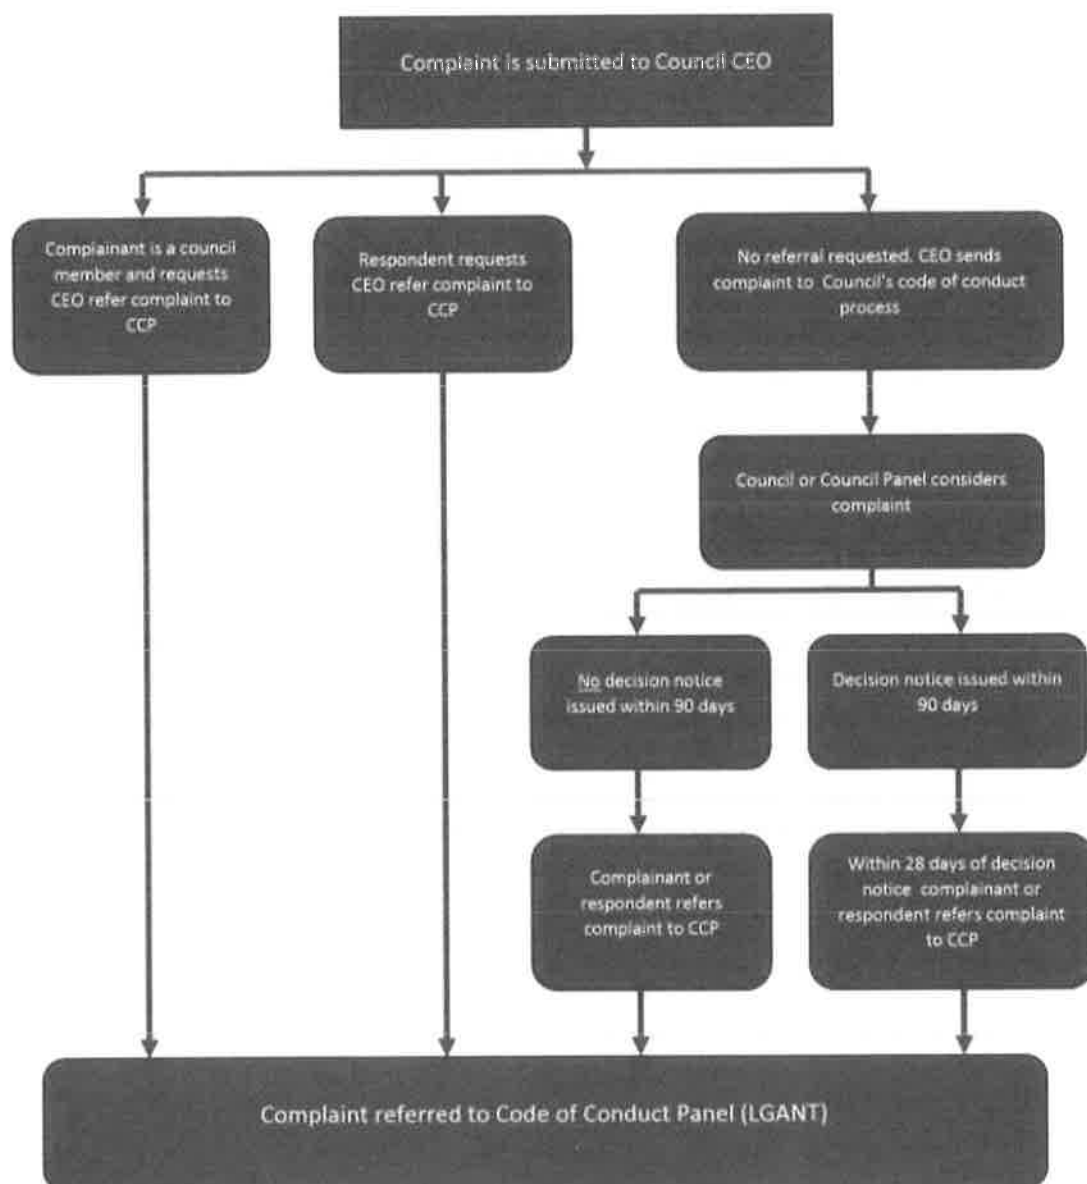 Complaint is submitted to Council CEO
Complainant is a council
member and requests
CEO refer complaint to
CCP
Respondent requests
CEO refer complaint to
CCP
No referral requested. CEO sends
complaint to Council's code of conduct
process
Council or Council Panel considers
complaint
No decision notice
issued within 90 days
Decision notice issued within
90 days
Complainant or
respondent refers
complaint to CCP
Within 28 days of decision
notice complainant or
respondent refers complaint
to CCP
Complaint referred to Code of Conduct Panel (LGANT)